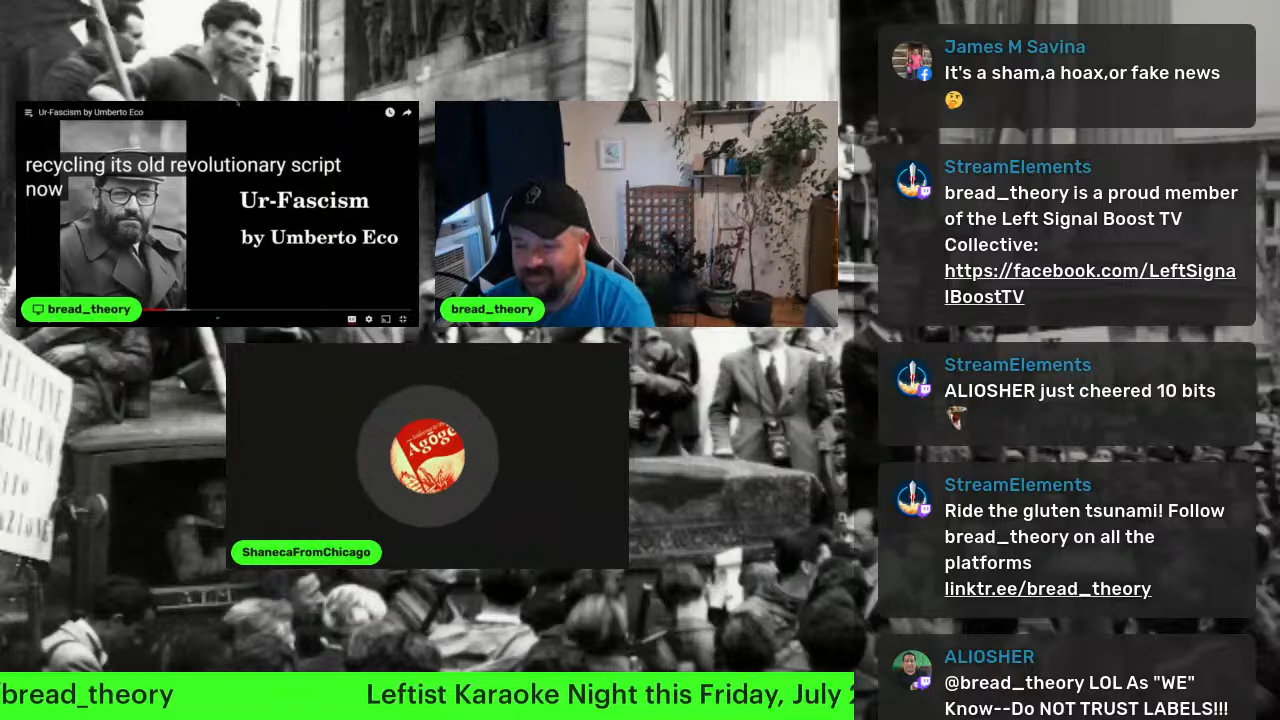 Ur-Fascism by Umberto Eco
recycling its old revolutionary script
now
Ur-Fascism
by Umberto Eco
bread_theory
bread_theory
Agōge
ShanecaFromChicago
/bread_theory
Leftist Karaoke Night this Friday, July
James M Savina
It's a sham,a hoax,or fake news
🤔
StreamElements
bread_theory is a proud member
of the Left Signal Boost TV
Collective:
https://facebook.com/LeftSigna
lBoostTV
StreamElements
ALIOSHER just cheered 10 bits
StreamElements
Ride the gluten tsunami! Follow
bread_theory on all the
platforms
linktr.ee/bread_theory
ALIOSHER
@bread_theory LOL As "WE"
Know--Do NOT TRUST LABELS!!!